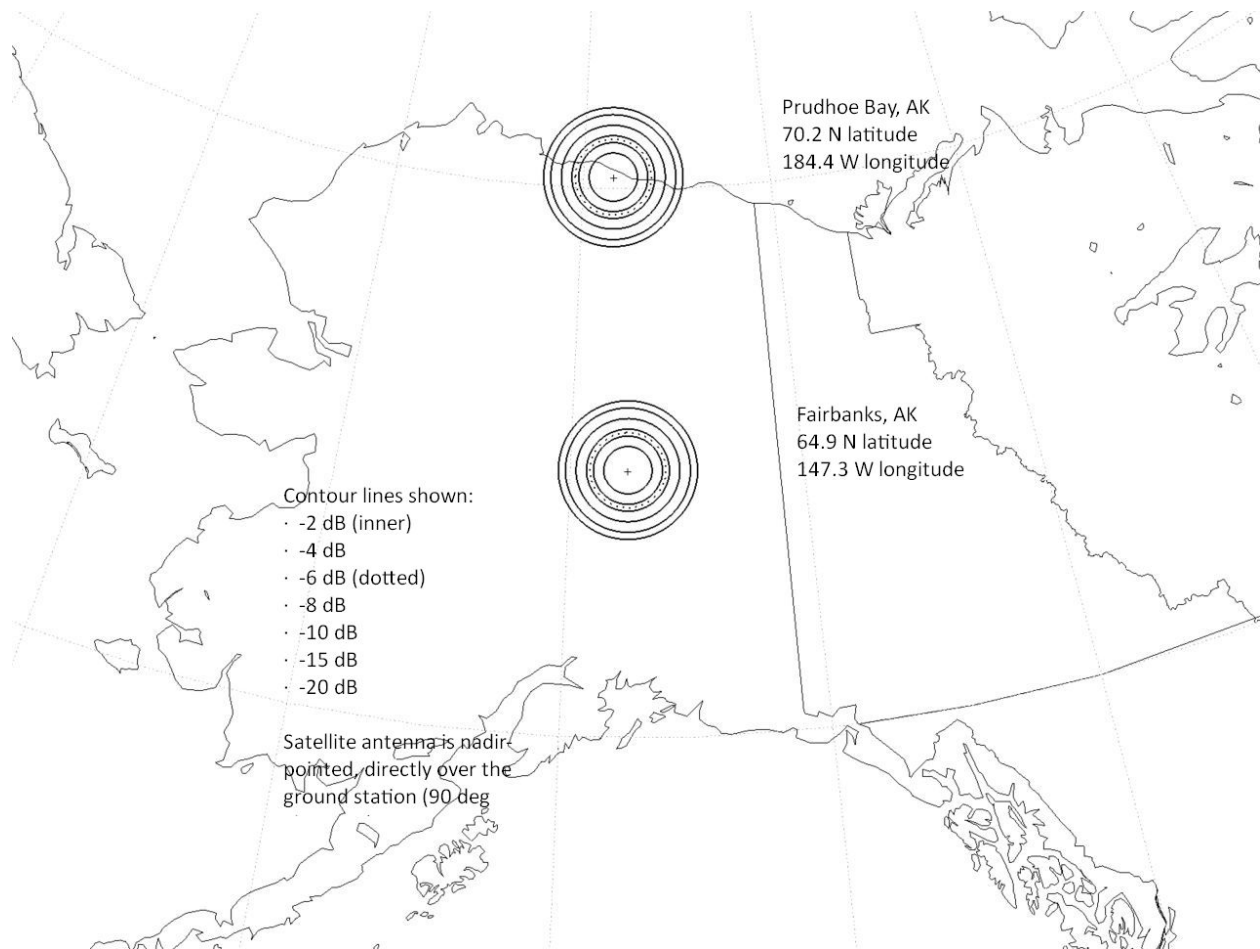 Prudhoe Bay, AK
70.2 N latitude
184.4 W longitude
Fairbanks, AK
64.9 N latitude
147.3 W longitude
Contour lines shown:
· -2 dB (inner)
· -4 dB
· -6 dB (dotted)
· -8 dB
· -10 dB
· -15 dB
· -20 dB
Satellite antenna is nadir-
pointed, directly over the
ground station (90 deg